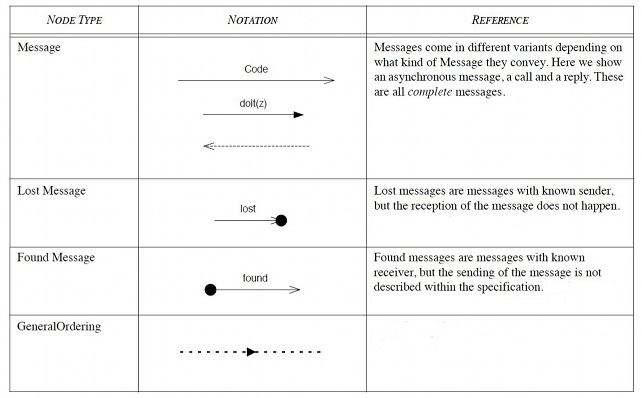 NODE TYPE
NOTATION
REFERENCE
Message
Code
doit(z)
Messages come in different variants depending on
what kind of Message they convey. Here we show
an asynchronous message, a call and a reply. These
are all complete messages.
Lost Message
lost
Lost messages are messages with known sender,
but the reception of the message does not happen.
Found Message
found
Found messages are messages with known
receiver, but the sending of the message is not
described within the specification.
GeneralOrdering